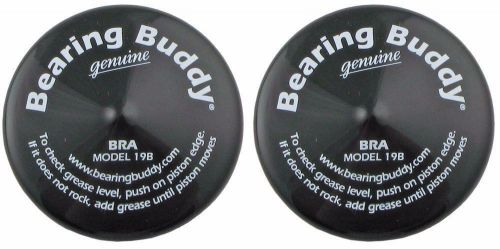 Bearing Buddy®
genuine
BRA
MODEL 19B
www.bearingbuddy.com
To check grease level, push on piston edge.
If it does not rock, add grease until piston moves
Bearing Buddy®
genuine
BRA
MODEL 19B
www.bearingbuddy.com
To check grease level, push on piston edge.
If it does not rock, add grease until piston moves